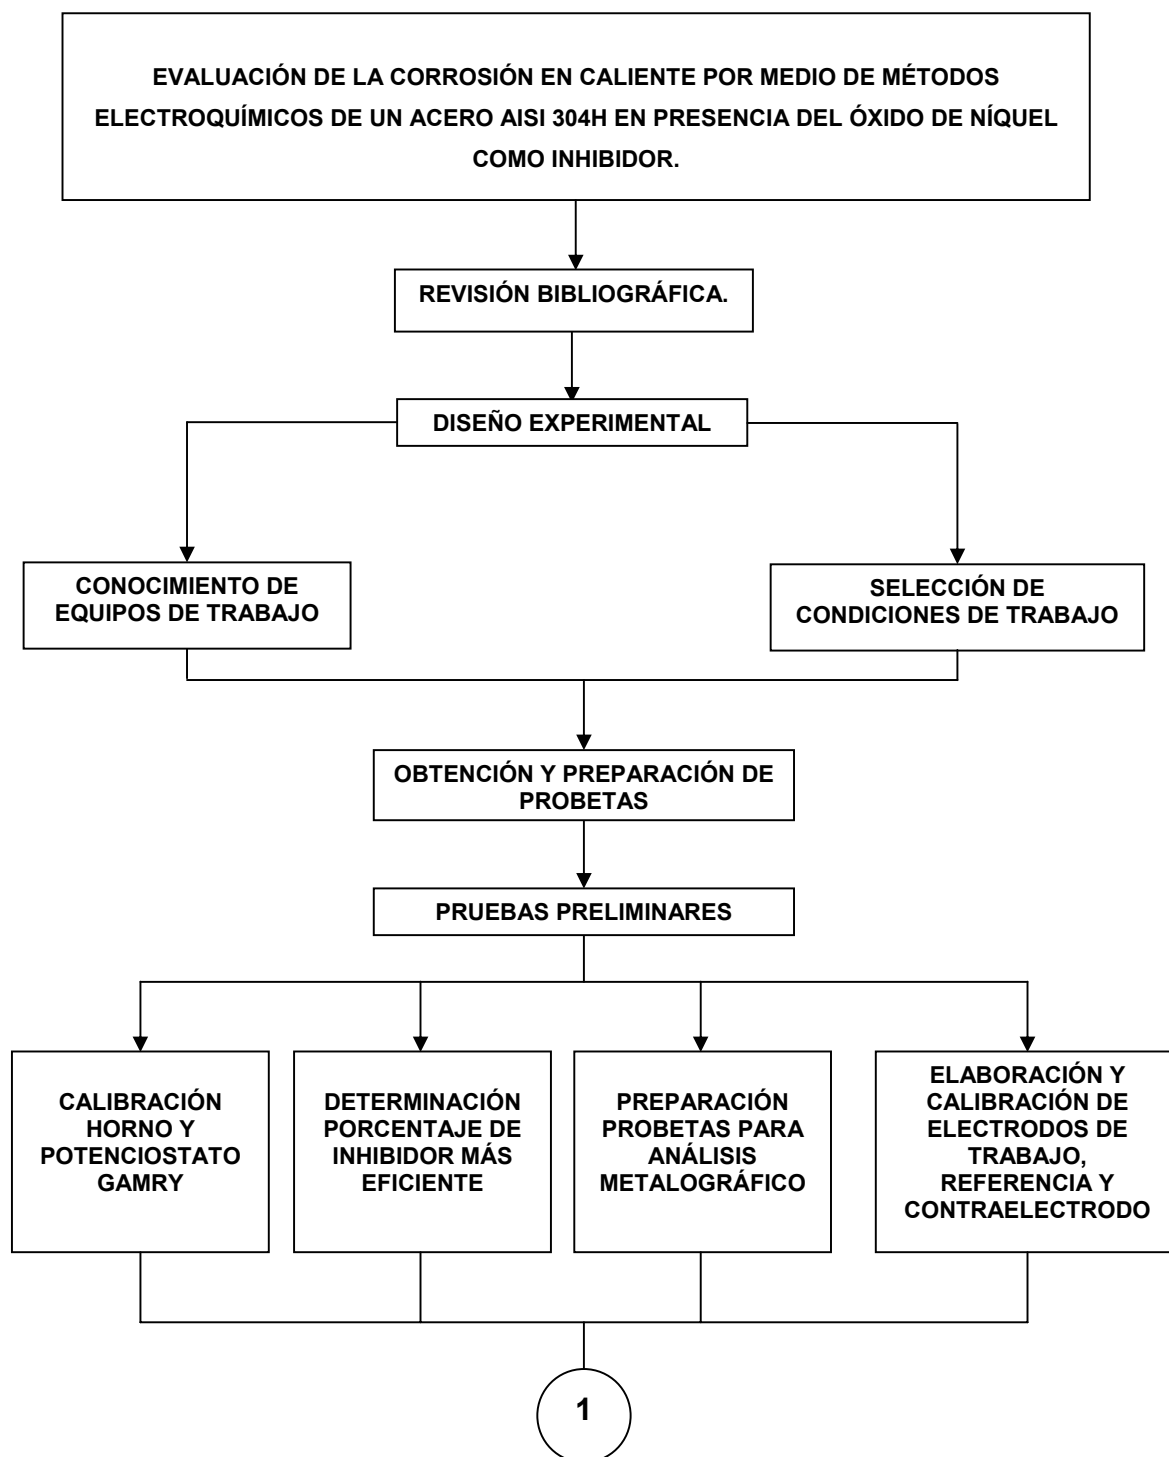 EVALUACIÓN DE LA CORROSIÓN EN CALIENTE POR MEDIO DE MÉTODOS
ELECTROQUÍMICOS DE UN ACERO AISI 304H EN PRESENCIA DEL ÓXIDO DE NÍQUEL
COMO INHIBIDOR.
REVISIÓN BIBLIOGRÁFICA.
DISEÑO EXPERIMENTAL
CONOCIMIENTO DE
EQUIPOS DE TRABAJO
SELECCIÓN DE
CONDICIONES DE TRABAJO
OBTENCIÓN Y PREPARACIÓN DE
PROBETAS
PRUEBAS PRELIMINARES
CALIBRACIÓN
HORNO Y
POTENCIOSTATO
GAMRY
DETERMINACIÓN
PORCENTAJE DE
INHIBIDOR MÁS
EFICIENTE
PREPARACIÓN
PROBETAS PARA
ANÁLISIS
METALOGRÁFICO
ELABORACIÓN Y
CALIBRACIÓN DE
ELECTRODOS DE
TRABAJO,
REFERENCIA Y
CONTRAELECTRODO
1